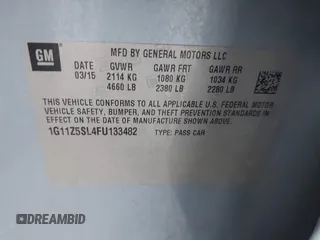 GM
MFD BY GENERAL MOTORS LLC
DATE GVWR GAWR FRT GAWR RR
03/15 2114 KG 1080 KG 1034 KG
4660 LB 2380 LB 2280 LB
THIS VEHICLE CONFORMS TO ALL APPLICABLE U.S. FEDERAL MOTOR
VEHICLE SAFETY, BUMPER, AND THEFT PREVENTION STANDARDS
IN EFFECT ON THE DATE OF MANUFACTURE SHOWN ABOVE.
1G11Z5SL4FU133482 TYPE: PASS CAR
DREAMBID